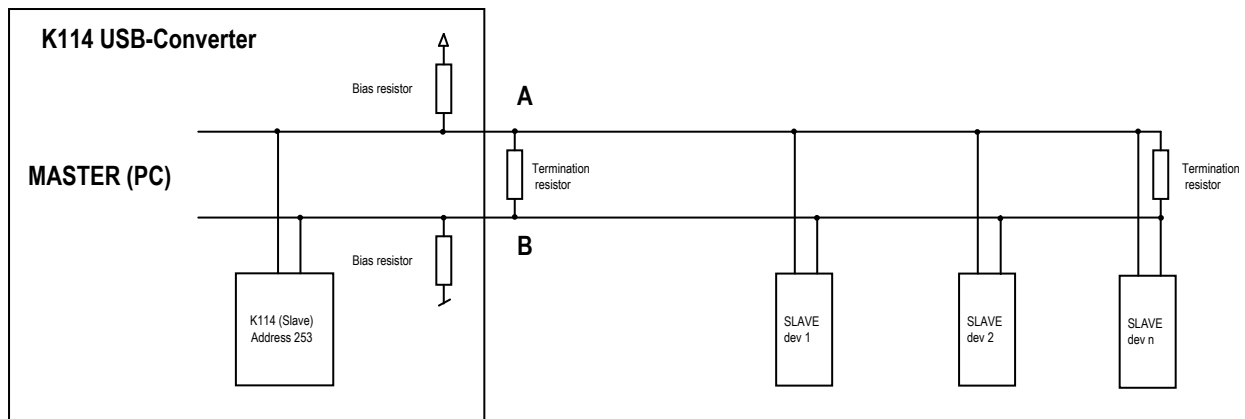 K114 USB-Converter
Bias resistor
A
MASTER (PC)
Termination
resistor
Termination
resistor
B
Bias resistor
K114 (Slave)
Address 253
SLAVE
dev 1
SLAVE
dev 2
SLAVE
dev n